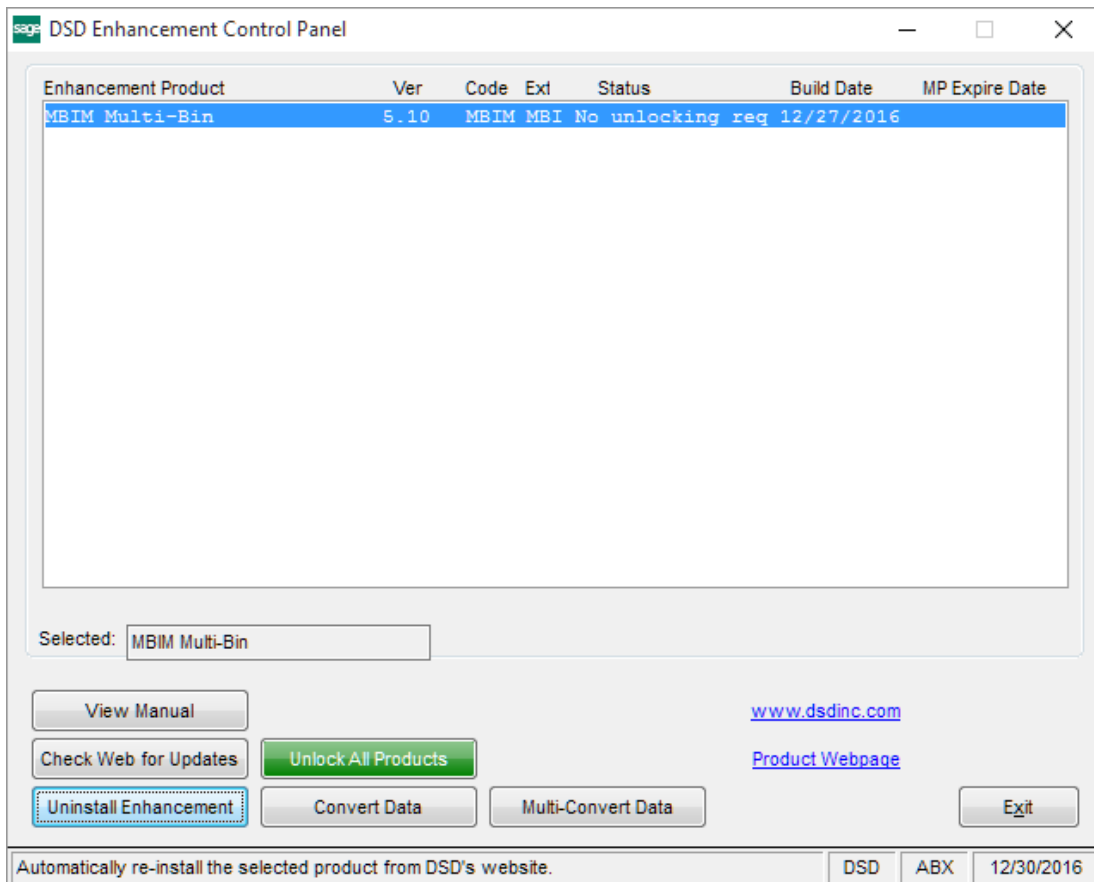 sage DSD Enhancement Control Panel
Enhancement Product Ver Code Ext Status Build Date MP Expire Date
MBIM Multi-Bin 5.10 MBIM MBI No unlocking req 12/27/2016
Selected: MBIM Multi-Bin
View Manual www.dsdinc.com
Check Web for Updates Unlock All Products Product Webpage
Uninstall Enhancement Convert Data Multi-Convert Data Exit
Automatically re-install the selected product from DSD's website. DSD ABX 12/30/2016